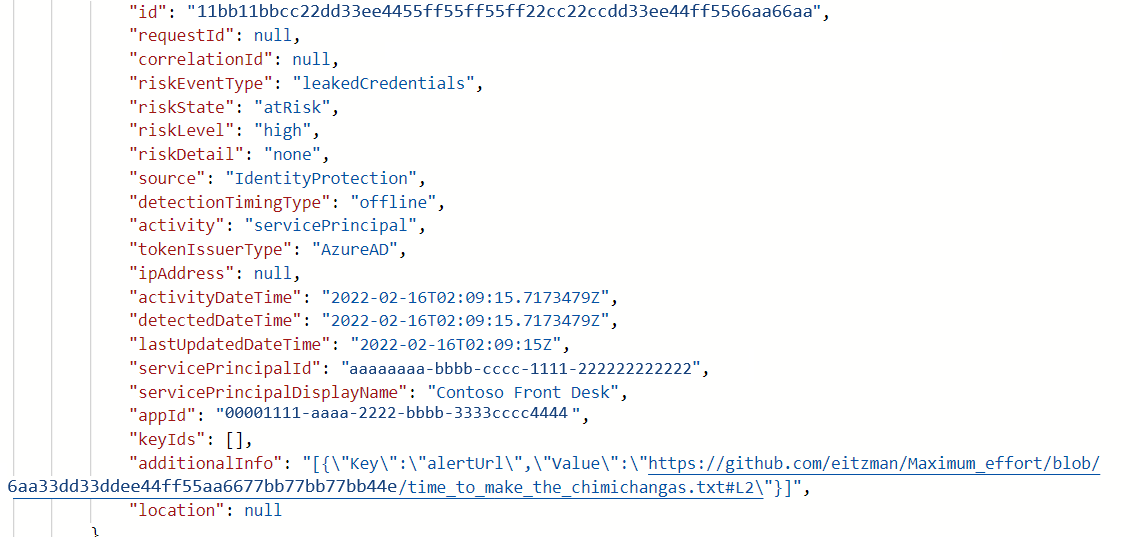 "id": "11bb11bbcc22dd33ee4455ff55ff55ff22cc22ccdd33ee44ff5566aa66aa",
"requestId": null,
"correlationId": null,
"riskEventType": "leakedCredentials",
"riskState": "atRisk",
"riskLevel": "high",
"riskDetail": "none",
"source": "IdentityProtection",
"detectionTimingType": "offline",
"activity": "servicePrincipal",
"tokenIssuerType": "AzureAD",
"ipAddress": null,
"activityDateTime": "2022-02-16T02:09:15.7173479Z",
"detectedDateTime": "2022-02-16T02:09:15.7173479Z",
"lastUpdatedDateTime": "2022-02-16T02:09:15Z",
"servicePrincipalId": "aaaaaaaa-bbbb-cccc-1111-222222222222",
"servicePrincipalDisplayName": "Contoso Front Desk",
"appId": "00001111-aaaa-2222-bbbb-3333cccc4444",
"keyIds": [],
"additionalInfo": "[{\"Key\":\"alertUrl\",\"Value\":\"https://github.com/eitzman/Maximum_effort/blob/
6aa33dd33ddee44ff55aa6677bb77bb77bb44e/time_to_make_the_chimichangas.txt#L2\"}]",
"location": null
}